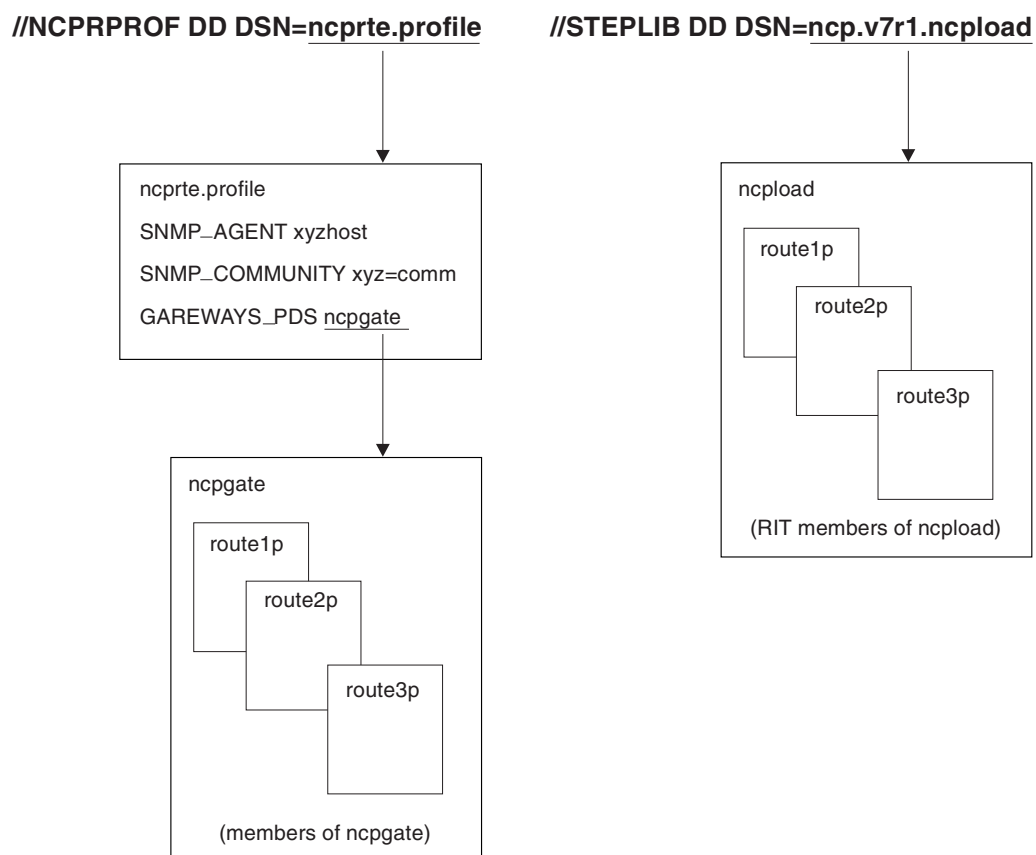 //NCPRPROF DD DSN=ncprte.profile
//STEPLIB DD DSN=ncp.v7r1.ncpload
ncprte.profile
SNMP_AGENT xyzhost
SNMP_COMMUNITY xyz=comm
GAREWAYS_PDS ncpgate
ncpload
route1p
route2p
route3p
(RIT members of ncpload)
ncpgate
route1p
route2p
route3p
(members of ncpgate)